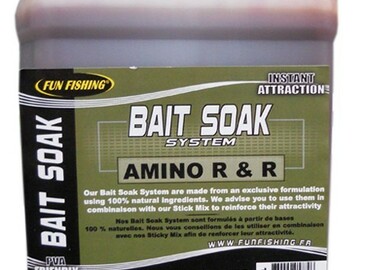 FUN FISHING
INSTANT
ATTRACTION
BAIT SOAK
SYSTEM
AMINO R & R
Our Bait Soak System are made from an exclusive formulation
using 100% natural ingredients. We advise you to use them in
combinaison with our Stick Mix to reinforce their attractivity
Nos Bait Soak System sont formulés à partir de bases
100 % naturelles. Nous vous conseillons de les utiliser en combinaison
avec nos Sticky Mix afin de renforcer leur attractivité.
WWW.FUNFISHING.FR
BAIT SOAK
PVA
FRIENDLY